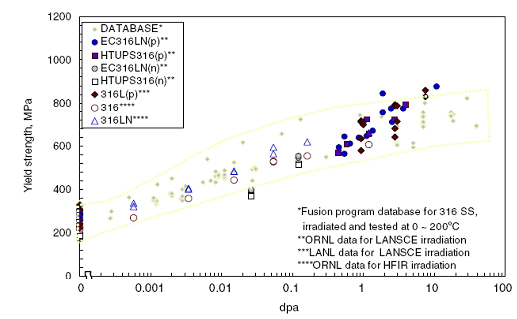 1200
1000
800
600
400
200
0
Yield strength, MPa
DATABASE*
EC316LN(p)**
HTUPS316(p)**
EC316LN(n)**
HTUPS316(n)**
316L(p)***
316****
316LN****
*Fusion program database for 316 SS,
irradiated and tested at 0 ~ 200°C
**ORNL data for LANSCE irradiation
***LANL data for LANSCE irradiation
****ORNL data for HFIR irradiation
0 0.001 0.01 0.1 1 10 100
dpa